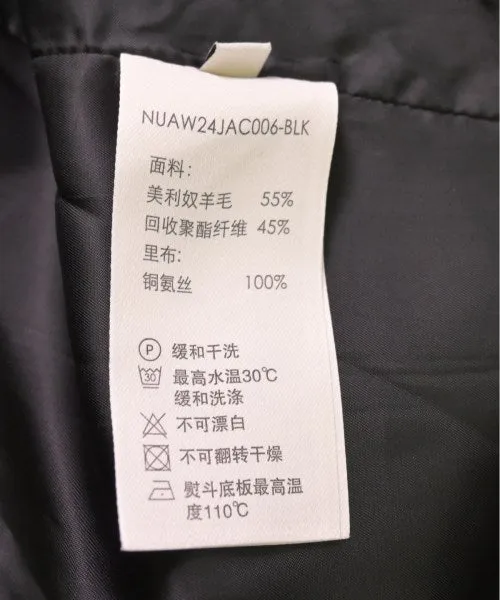 NUAW24JAC006-BLK
面料:
美利奴羊毛 55%
回收聚酯纤维 45%
里布:
铜氨丝 100%
P 缓和干洗
30 最高水温30℃
缓和洗涤
不可漂白
不可翻转干燥
熨斗底板最高温
度110℃